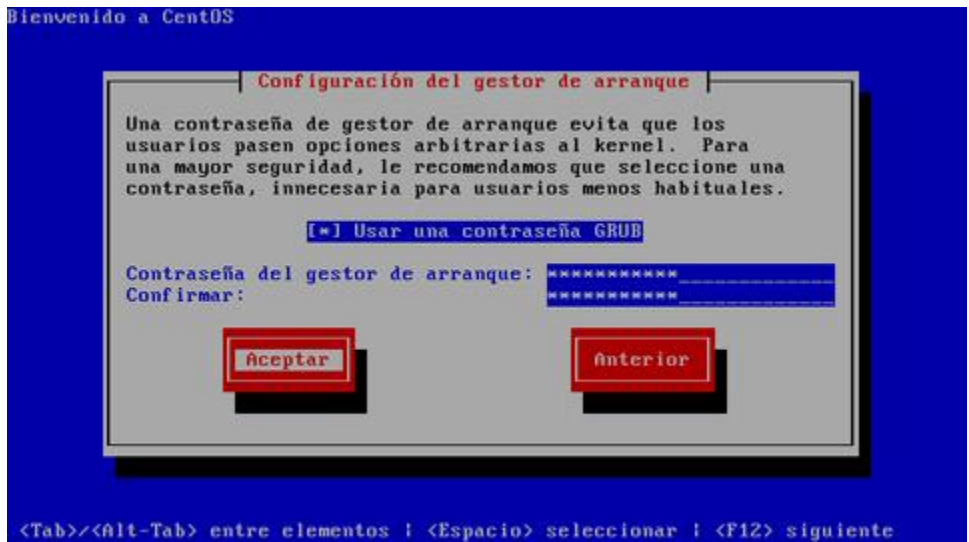 Bienvenido a CentOS
Configuración del gestor de arranque
Una contraseña de gestor de arranque evita que los
usuarios pasen opciones arbitrarias al kernel. Para
una mayor seguridad, le recomendamos que seleccione una
contraseña, innecesaria para usuarios menos habituales.
[*] Usar una contraseña GRUB
Contraseña del gestor de arranque: ***********_____________
Confirmar: ***********_____________
Aceptar Anterior
<Tab>/<Alt-Tab> entre elementos | <Espacio> seleccionar | <F12> siguiente